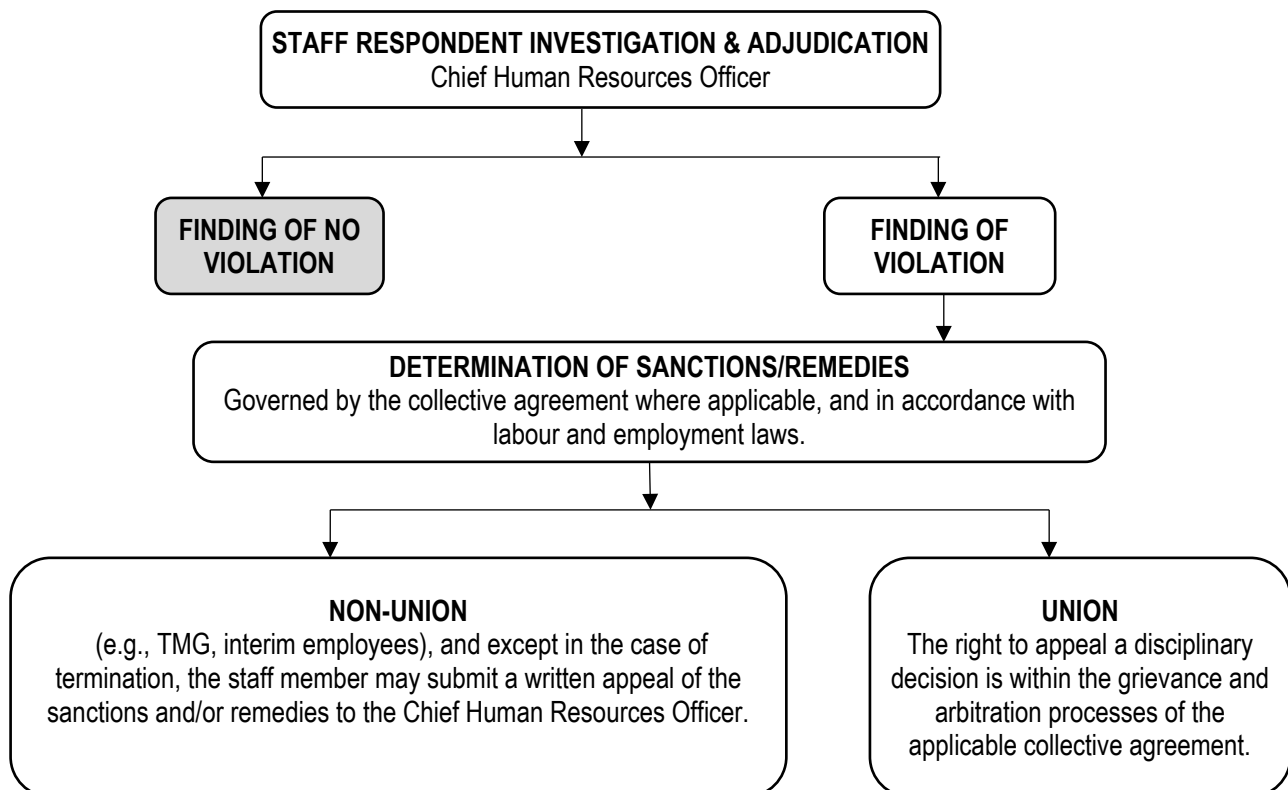 STAFF RESPONDENT INVESTIGATION & ADJUDICATION
Chief Human Resources Officer
FINDING OF NO
VIOLATION
FINDING OF
VIOLATION
DETERMINATION OF SANCTIONS/REMEDIES
Governed by the collective agreement where applicable, and in accordance with
labour and employment laws.
NON-UNION
(e.g., TMG, interim employees), and except in the case of
termination, the staff member may submit a written appeal of the
sanctions and/or remedies to the Chief Human Resources Officer.
UNION
The right to appeal a disciplinary
decision is within the grievance and
arbitration processes of the
applicable collective agreement.